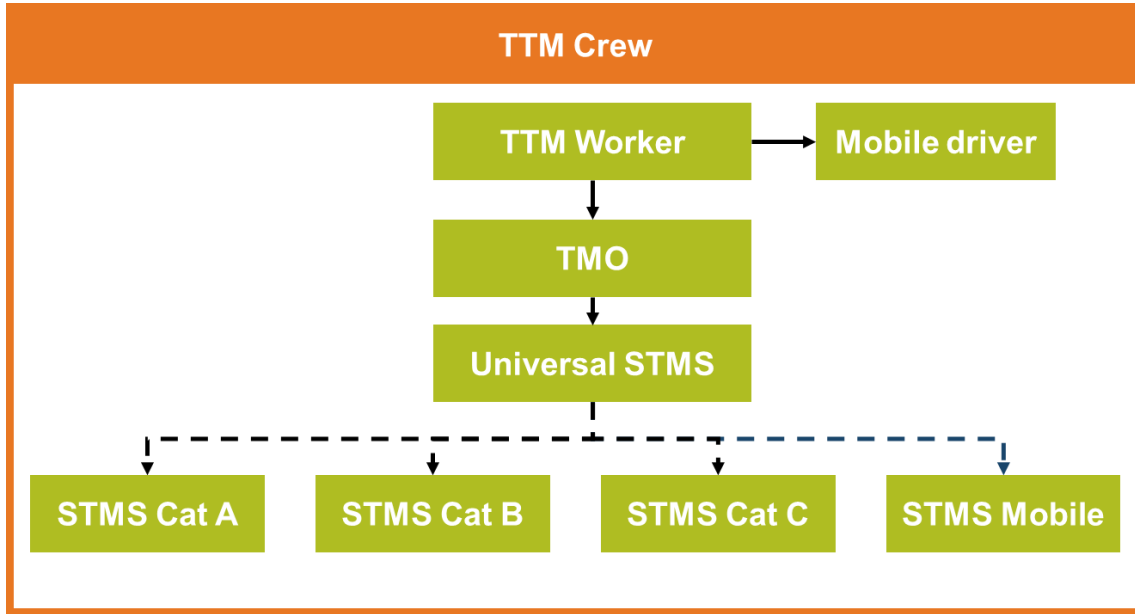 TTM Crew
TTM Worker
Mobile driver
TMO
Universal STMS
STMS Cat A
STMS Cat B
STMS Cat C
STMS Mobile